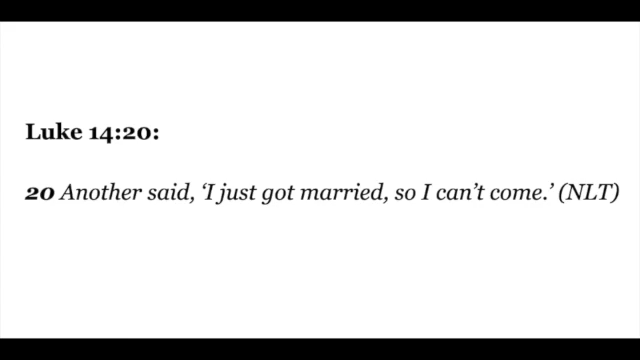 Luke 14:20:
20 Another said, ‘I just got married, so I can’t come.’ (NLT)